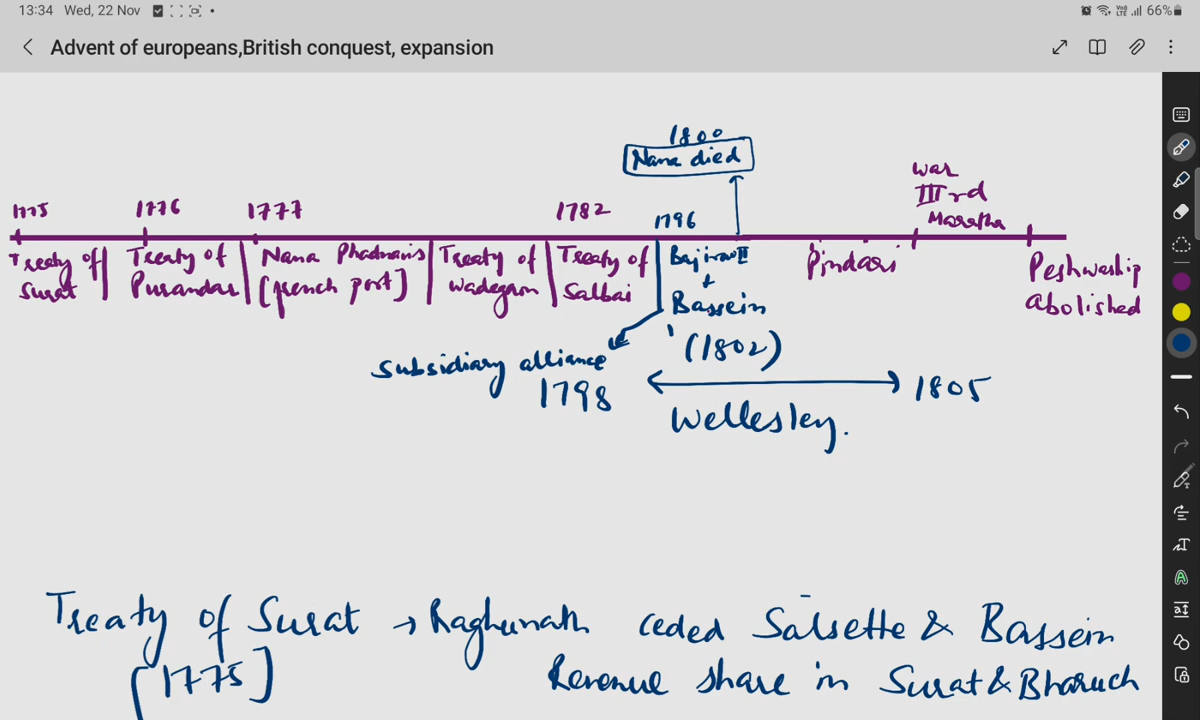 13:34 Wed, 22 Nov
66%
Advent of europeans,British conquest, expansion
1800
Nana died
War
IIIrd
Maratha
1775 1776 1777 1782 1796
Treaty of Surat
Treaty of Purandar
Nana Phadnavis
[french port]
Treaty of Wadegaon
Treaty of Salbai
Bajirao II
+
Bassein
(1802)
Pindari
Peshwaship
abolished
Subsidiary alliance
1798
1805
Wellesley.
Treaty of Surat → Raghunath ceded Salsette & Bassein
[1775] Revenue share in Surat & Bharuch